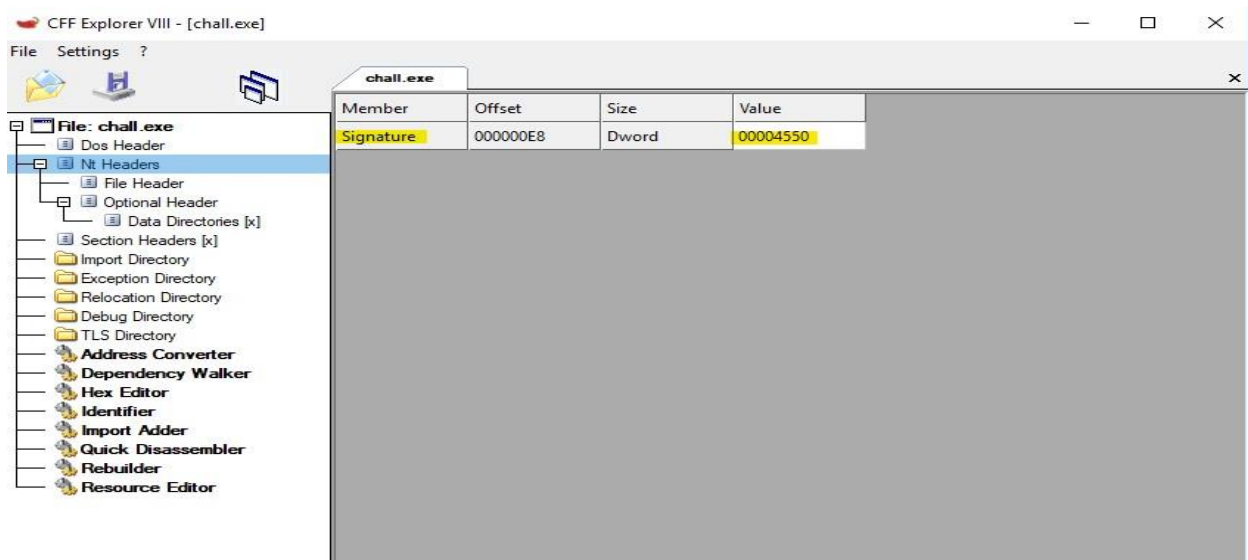 CFF Explorer VIII - [chall.exe]
File Settings ?
chall.exe
Member Offset Size Value
Signature 000000E8 Dword 00004550
File: chall.exe
Dos Header
Nt Headers
File Header
Optional Header
Data Directories [x]
Section Headers [x]
Import Directory
Exception Directory
Relocation Directory
Debug Directory
TLS Directory
Address Converter
Dependency Walker
Hex Editor
Identifier
Import Adder
Quick Disassembler
Rebuilder
Resource Editor